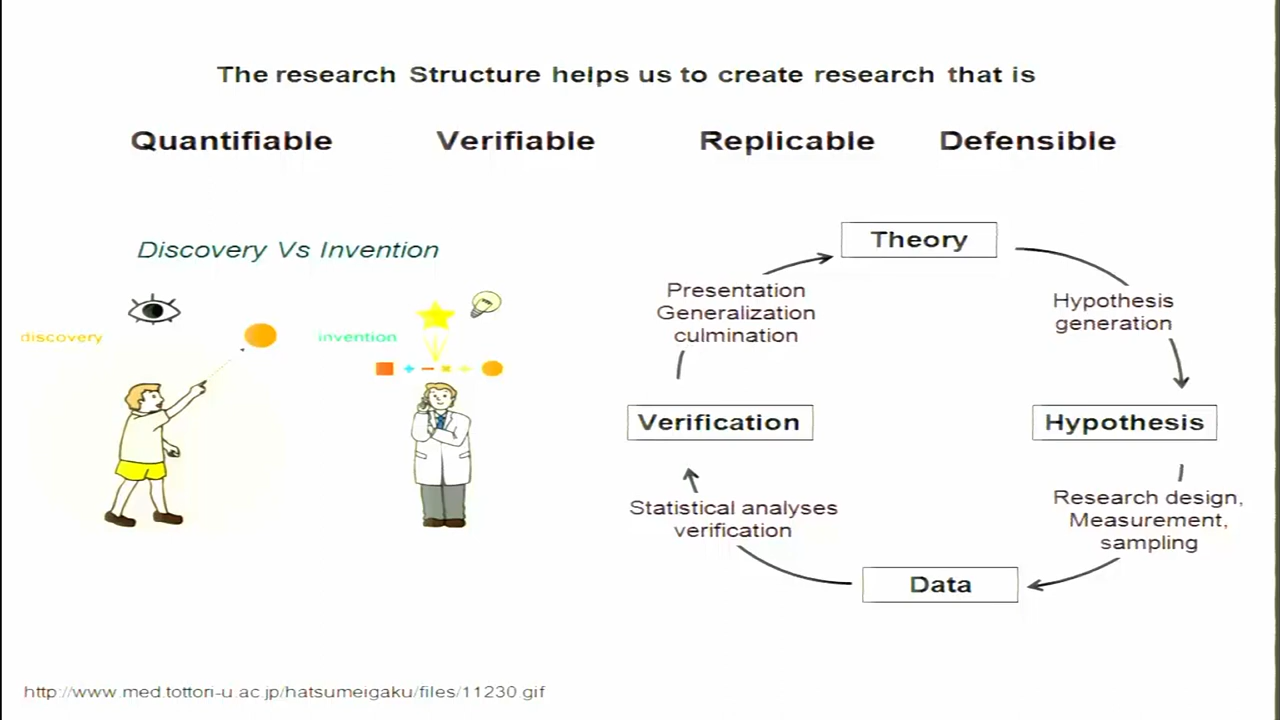 The research Structure helps us to create research that is
Quantifiable Verifiable Replicable Defensible
Discovery Vs Invention
discovery
invention
Theory
Hypothesis
generation
Hypothesis
Research design,
Measurement,
sampling
Data
Statistical analyses
verification
Verification
Presentation
Generalization
culmination
http://www.med.tottori-u.ac.jp/hatsumeigaku/files/11230 gif